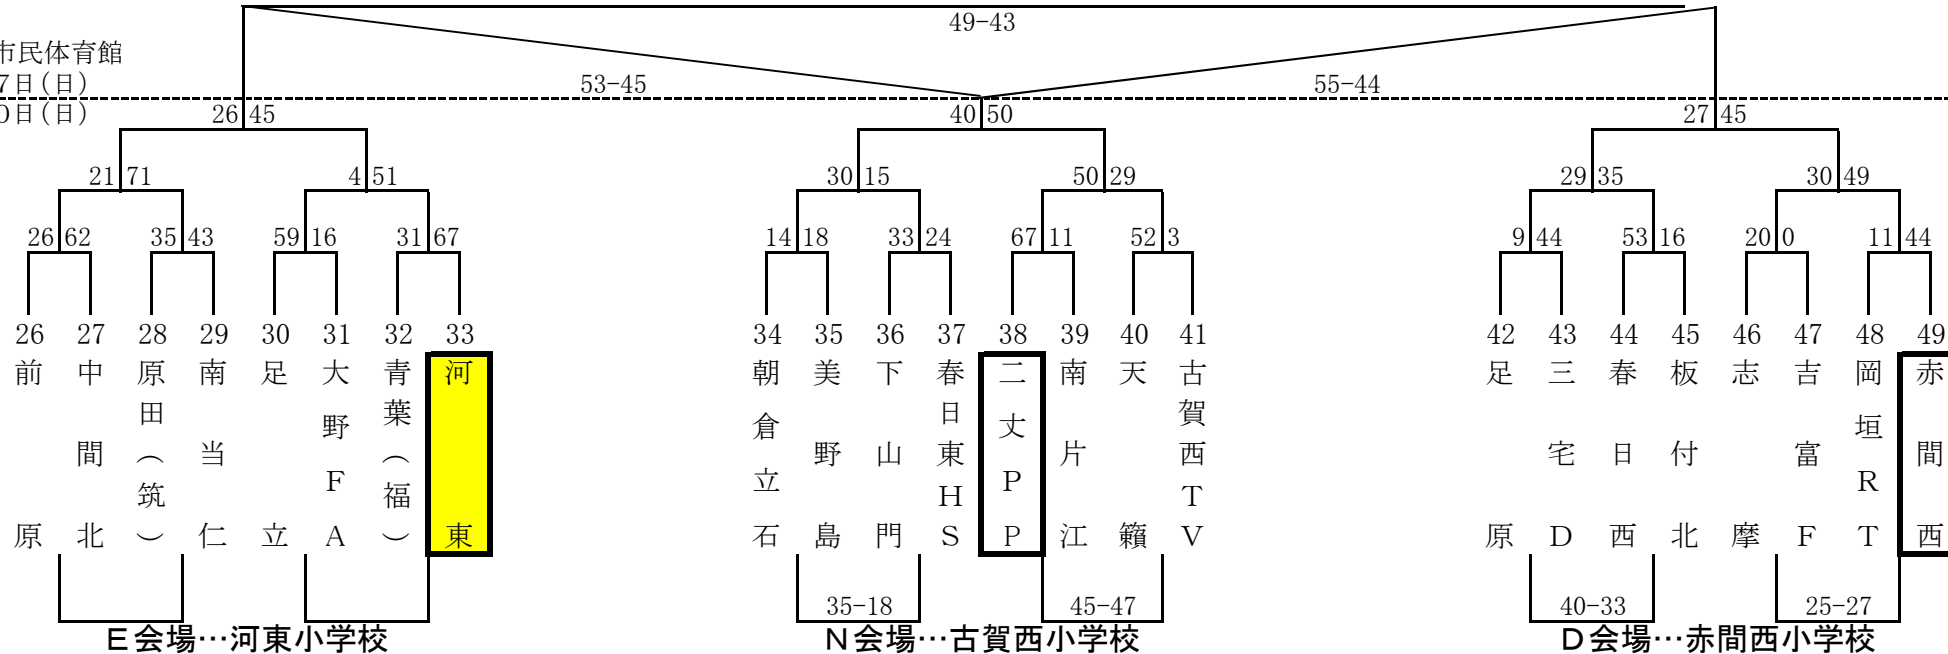 49-43
市民体育館
7日(日)
53-45
55-44
0日(日)
26 45
40 50
27 45
21 71
4 51
30 15
50 29
29 35
30 49
26 62
35 43
59 16
31 67
14 18
33 24
67 11
52 3
9 44
53 16
20 0
11 44
26 27 28 29 30 31 32 33
34 35 36 37 38 39 40 41
42 43 44 45 46 47 48 49
前原
中間北
原田(筑)
南当仁
足立
大野FA
青葉(福)
河東
朝倉立石
美野島
下山門
春日東HS
二丈PP
南片江
天籟
古賀西TV
足原
三宅D
春日西
板付北
志摩
吉富F
岡垣RT
赤間西
35-18
45-47
40-33
25-27
E会場…河東小学校
N会場…古賀西小学校
D会場…赤間西小学校